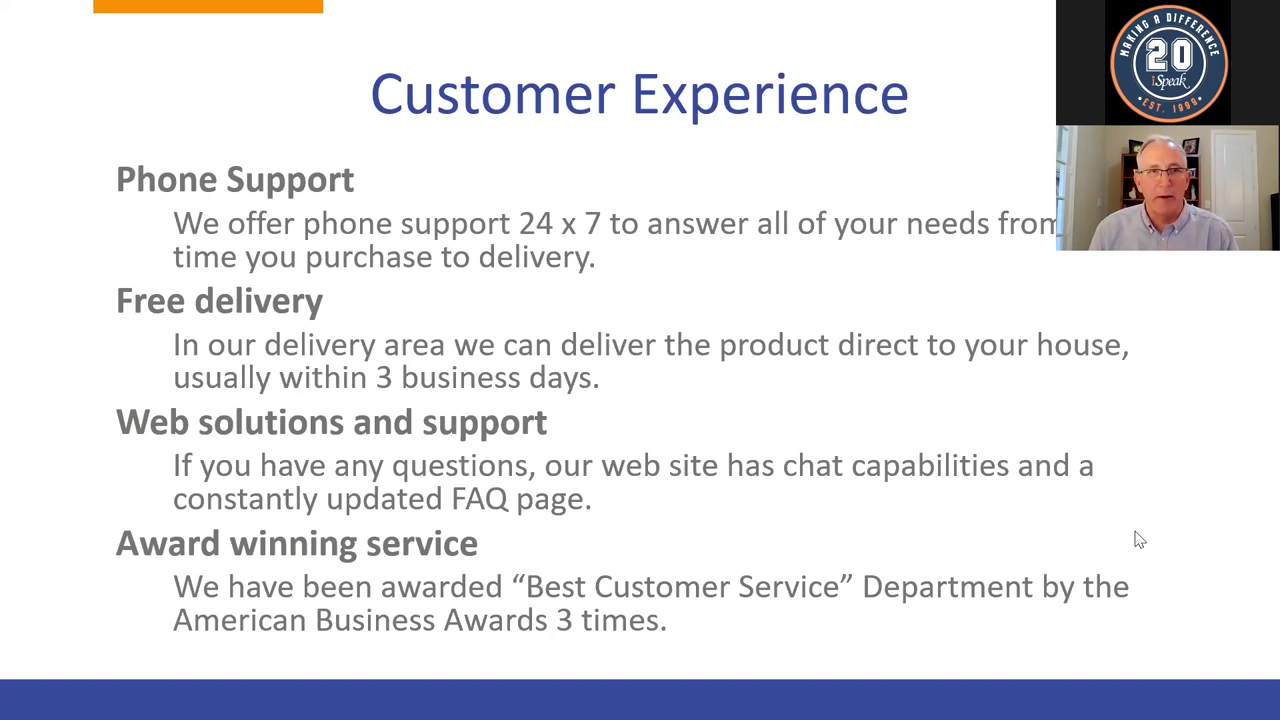 Customer Experience
MAKING A DIFFERENCE
20
iSpeak
• EST. 1999 •
Phone Support
We offer phone support 24 x 7 to answer all of your needs from
time you purchase to delivery.
Free delivery
In our delivery area we can deliver the product direct to your house,
usually within 3 business days.
Web solutions and support
If you have any questions, our web site has chat capabilities and a
constantly updated FAQ page.
Award winning service
We have been awarded “Best Customer Service” Department by the
American Business Awards 3 times.